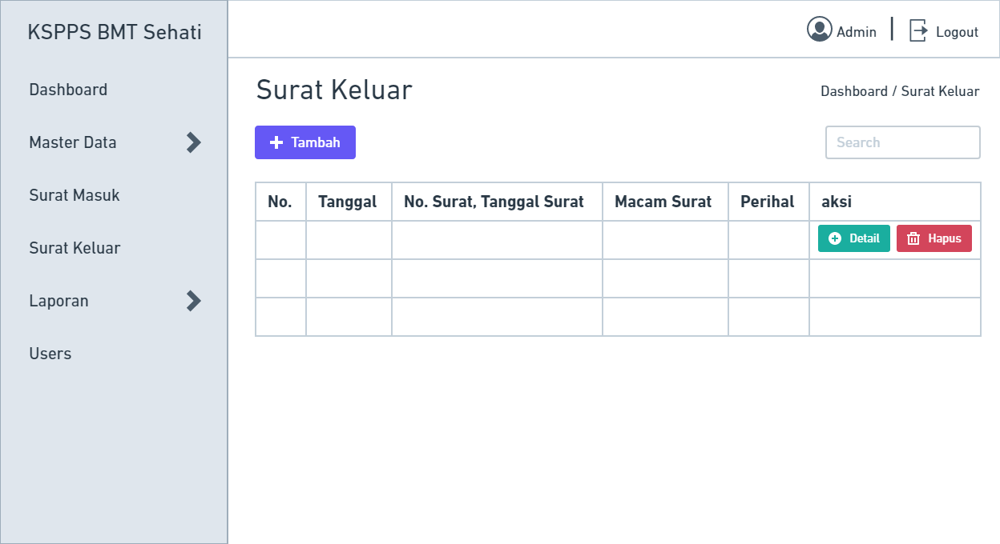 KSPPS BMT Sehati
Admin
Logout
Dashboard
Master Data
Surat Masuk
Surat Keluar
Laporan
Users
Surat Keluar
Dashboard / Surat Keluar
Tambah
Search
No. Tanggal No. Surat, Tanggal Surat Macam Surat Perihal aksi
Detail Hapus